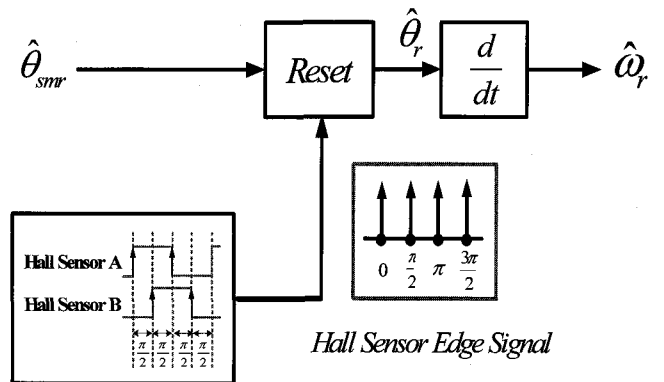 θ̂smr
Reset
θ̂r
d
dt
ω̂r
Hall Sensor A
Hall Sensor B
π/2 π/2 π/2 π/2
0 π/2 π 3π/2
Hall Sensor Edge Signal